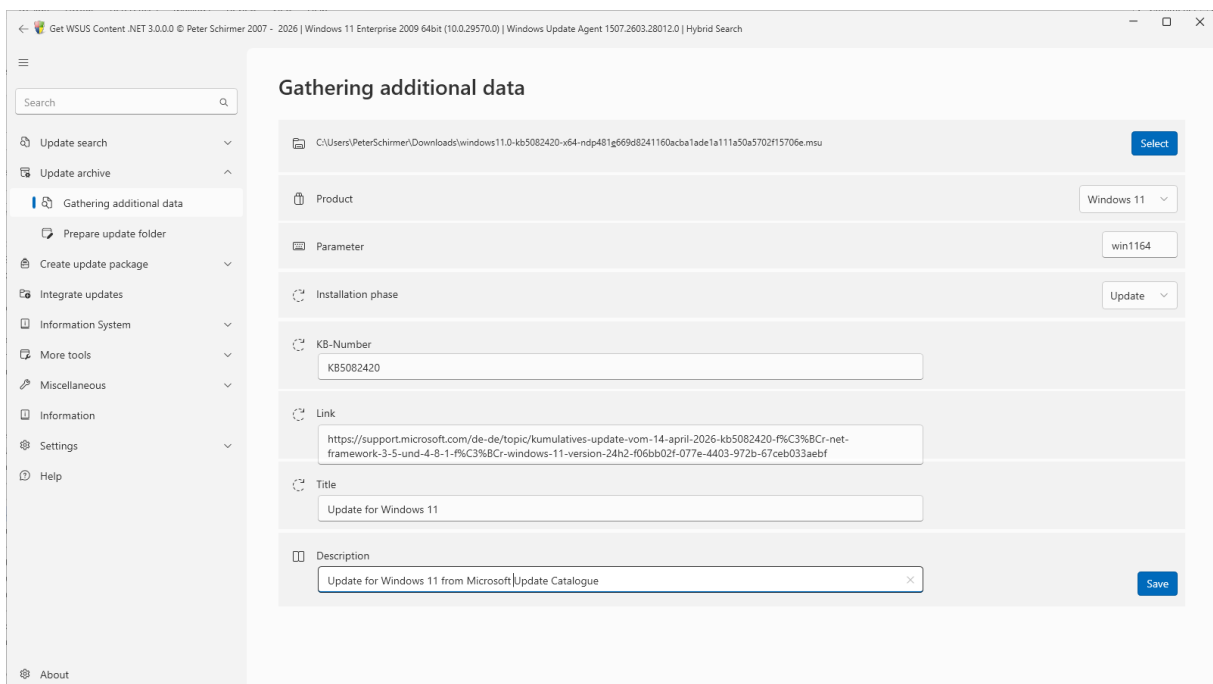 Get WSUS Content .NET 3.0.0.0 © Peter Schirmer 2007 - 2026 | Windows 11 Enterprise 2009 64bit (10.0.29570.0) | Windows Update Agent 1507.2603.28012.0 | Hybrid Search
Search
Update search
Update archive
Gathering additional data
Prepare update folder
Create update package
Integrate updates
Information System
More tools
Miscellaneous
Information
Settings
Help
About
Gathering additional data
C:\Users\PeterSchirmer\Downloads\windows11.0-kb5082420-x64-ndp481_e669d8241160acba1ade1a111a50a5702f15706e.msu
Select
Product
Windows 11
Parameter
win1164
Installation phase
Update
KB-Number
KB5082420
Link
https://support.microsoft.com/de-de/topic/kumulatives-update-vom-14-april-2026-kb5082420-f%C3%BCr-net-
framework-3-5-und-4-8-1-f%C3%BCr-windows-11-version-24h2-f06bb02f-077e-4403-972b-67ceb033aebf
Title
Update for Windows 11
Description
Update for Windows 11 from Microsoft Update Catalogue
Save